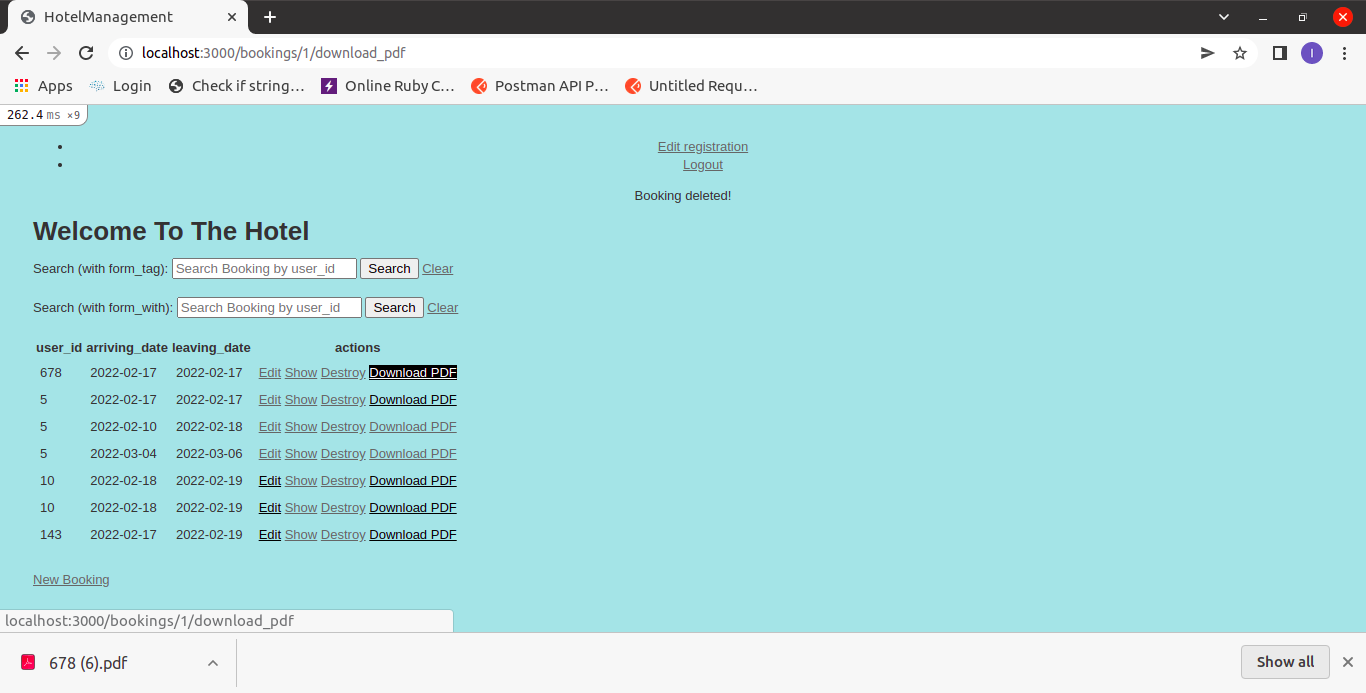 HotelManagement
localhost:3000/bookings/1/download_pdf
I
Apps Login Check if string... Online Ruby C... Postman API P... Untitled Requ...
262.4 ms ×9
Edit registration
Logout
Booking deleted!
Welcome To The Hotel
Search (with form_tag): Search Booking by user_id Search Clear
Search (with form_with): Search Booking by user_id Search Clear
user_id arriving_date leaving_date actions
678 2022-02-17 2022-02-17 Edit Show Destroy Download PDF
5 2022-02-17 2022-02-17 Edit Show Destroy Download PDF
5 2022-02-10 2022-02-18 Edit Show Destroy Download PDF
5 2022-03-04 2022-03-06 Edit Show Destroy Download PDF
10 2022-02-18 2022-02-19 Edit Show Destroy Download PDF
10 2022-02-18 2022-02-19 Edit Show Destroy Download PDF
143 2022-02-17 2022-02-19 Edit Show Destroy Download PDF
New Booking
localhost:3000/bookings/1/download_pdf
678 (6).pdf Show all